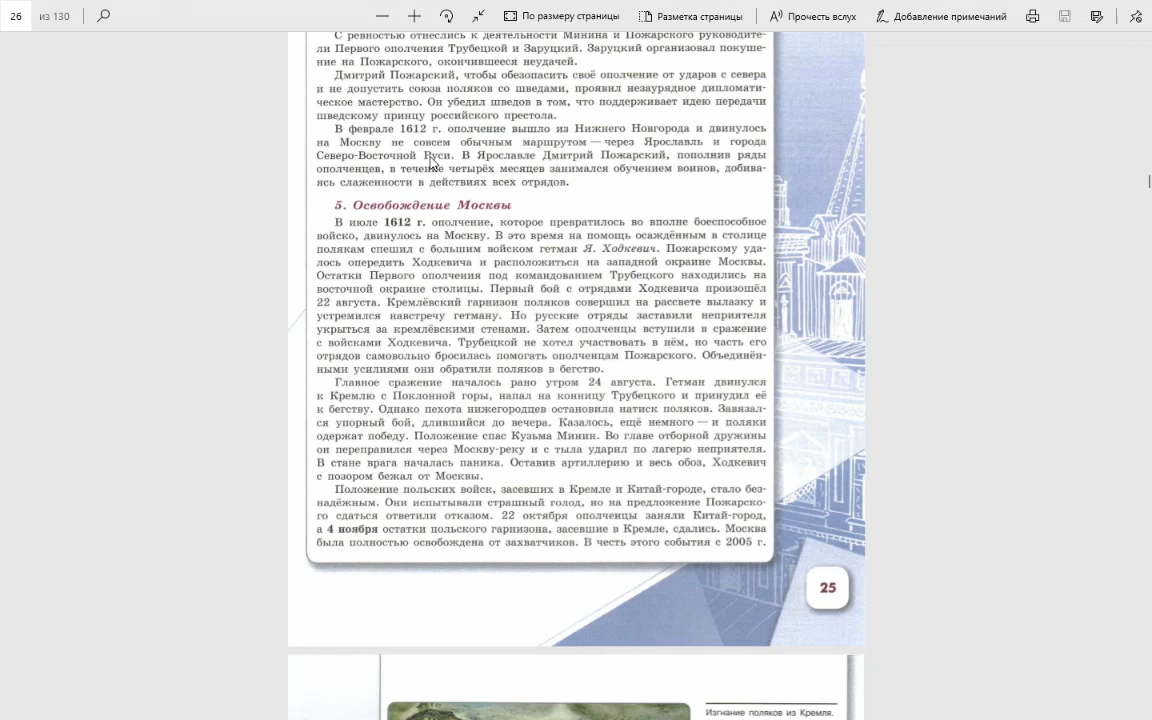 26 из 130 По размеру страницы Разметка страницы Прочесть вслух Добавление примечаний
С ревностью отнеслись к деятельности Минина и Пожарского руководите-
ли Первого ополчения Трубецкой и Заруцкий. Заруцкий организовал покуше-
ние на Пожарского, окончившееся неудачей.
Дмитрий Пожарский, чтобы обезопасить своё ополчение от ударов с севера
и не допустить союза поляков со шведами, проявил незаурядное дипломати-
ческое мастерство. Он убедил шведов в том, что поддерживает идею передачи
шведскому принцу российского престола.
В феврале 1612 г. ополчение вышло из Нижнего Новгорода и двинулось
на Москву не совсем обычным маршрутом — через Ярославль и города
Северо-Восточной Руси. В Ярославле Дмитрий Пожарский, пополнив ряды
ополченцев, в течение четырёх месяцев занимался обучением воинов, добива-
ясь слаженности в действиях всех отрядов.
5. Освобождение Москвы
В июле 1612 г. ополчение, которое превратилось во вполне боеспособное
войско, двинулось на Москву. В это время на помощь осаждённым в столице
полякам спешил с большим войском гетман Я. Ходкевич. Пожарскому уда-
лось опередить Ходкевича и расположиться на западной окраине Москвы.
Остатки Первого ополчения под командованием Трубецкого находились на
восточной окраине столицы. Первый бой с отрядами Ходкевича произошёл
22 августа. Кремлёвский гарнизон поляков совершил на рассвете вылазку и
устремился навстречу гетману. Но русские отряды заставили неприятеля
укрыться за кремлёвскими стенами. Затем ополченцы вступили в сражение
с войсками Ходкевича. Трубецкой не хотел участвовать в нём, но часть его
отрядов самовольно бросилась помогать ополченцам Пожарского. Объединён-
ными усилиями они обратили поляков в бегство.
Главное сражение началось рано утром 24 августа. Гетман двинулся
к Кремлю с Поклонной горы, напал на конницу Трубецкого и принудил её
к бегству. Однако пехота нижегородцев остановила натиск поляков. Завязал-
ся упорный бой, длившийся до вечера. Казалось, ещё немного — и поляки
одержат победу. Положение спас Кузьма Минин. Во главе отборной дружины
он переправился через Москву-реку и с тыла ударил по лагерю неприятеля.
В стане врага началась паника. Оставив артиллерию и весь обоз, Ходкевич
с позором бежал от Москвы.
Положение польских войск, засевших в Кремле и Китай-городе, стало без-
надёжным. Они испытывали страшный голод, но на предложение Пожарско-
го сдаться ответили отказом. 22 октября ополченцы заняли Китай-город,
а 4 ноября остатки польского гарнизона, засевшие в Кремле, сдались. Москва
была полностью освобождена от захватчиков. В честь этого события с 2005 г.
25
Изгнание поляков из Кремля.